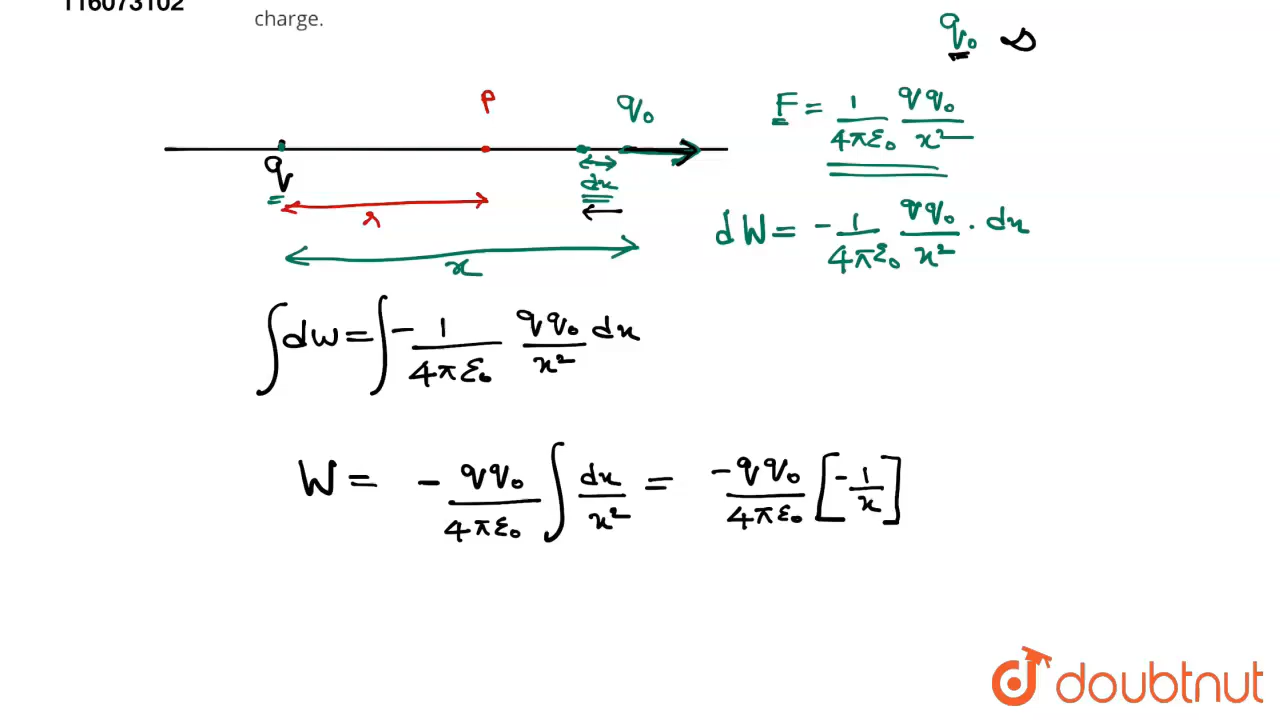 116073102
charge.
q₀ s
P
q₀
F = 1/4πε₀ qq₀/x²
q
dx
r
x
dW = - 1/4πε₀ qq₀/x² . dx
∫dw = ∫ - 1/4πε₀ qq₀/x² dx
W = - qq₀/4πε₀ ∫ dx/x² = -qq₀/4πε₀ [-1/x]
doubtnut